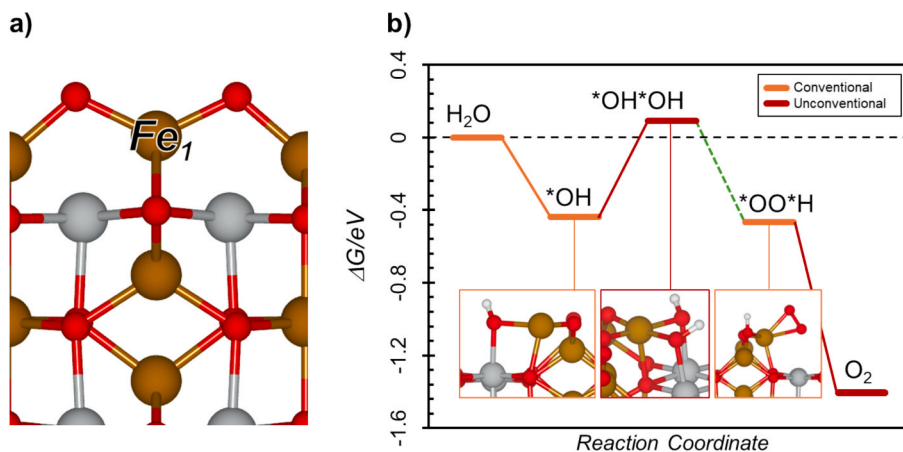 a)
Fe₁
b)
ΔG/eV
0.4
0
-0.4
-0.8
-1.2
-1.6
Conventional
Unconventional
H₂O
*OH
*OH*OH
*OO*H
O₂
Reaction Coordinate